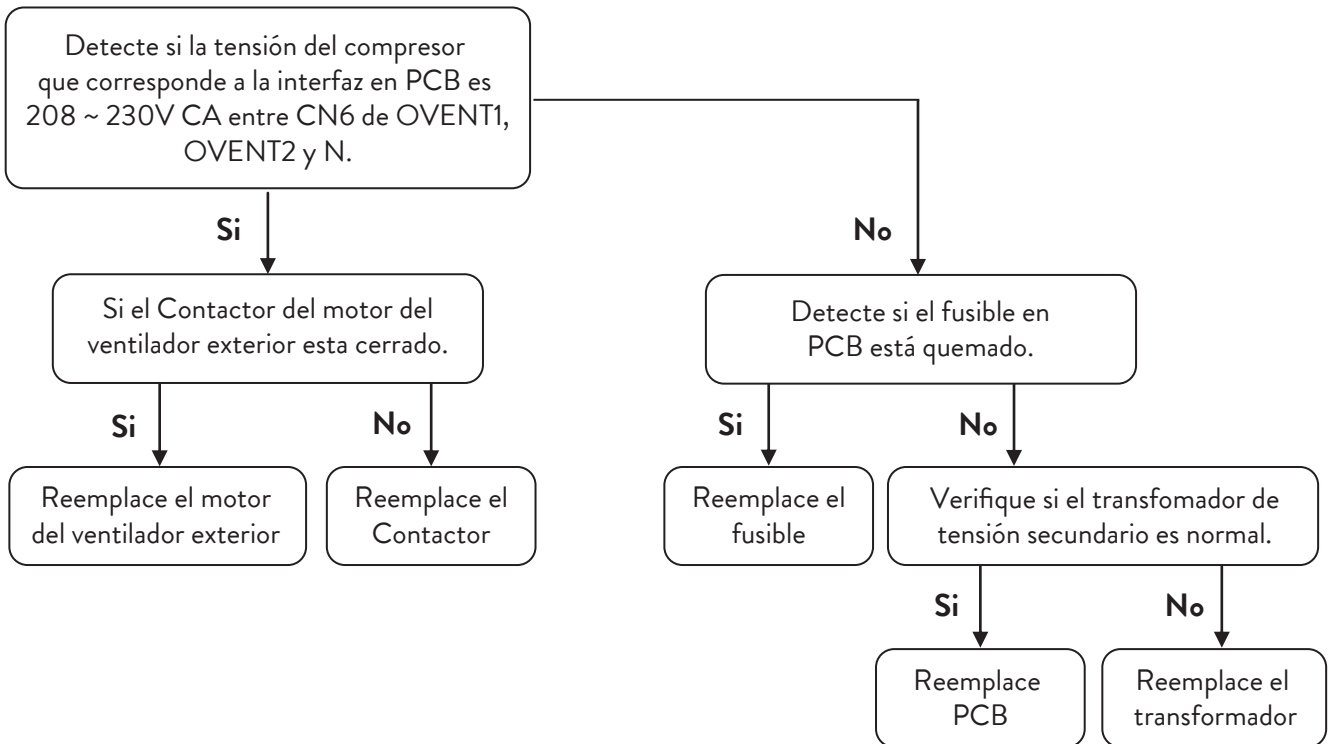 Detecte si la tensión del compresor
que corresponde a la interfaz en PCB es
208 ~ 230V CA entre CN6 de OVENT1,
OVENT2 y N.
Si
No
Si el Contactor del motor del
ventilador exterior esta cerrado.
Detecte si el fusible en
PCB está quemado.
Si
No
Si
No
Reemplace el motor
del ventilador exterior
Reemplace el
Contactor
Reemplace el
fusible
Verifique si el transfomador de
tensión secundario es normal.
Si
No
Reemplace
PCB
Reemplace el
transformador